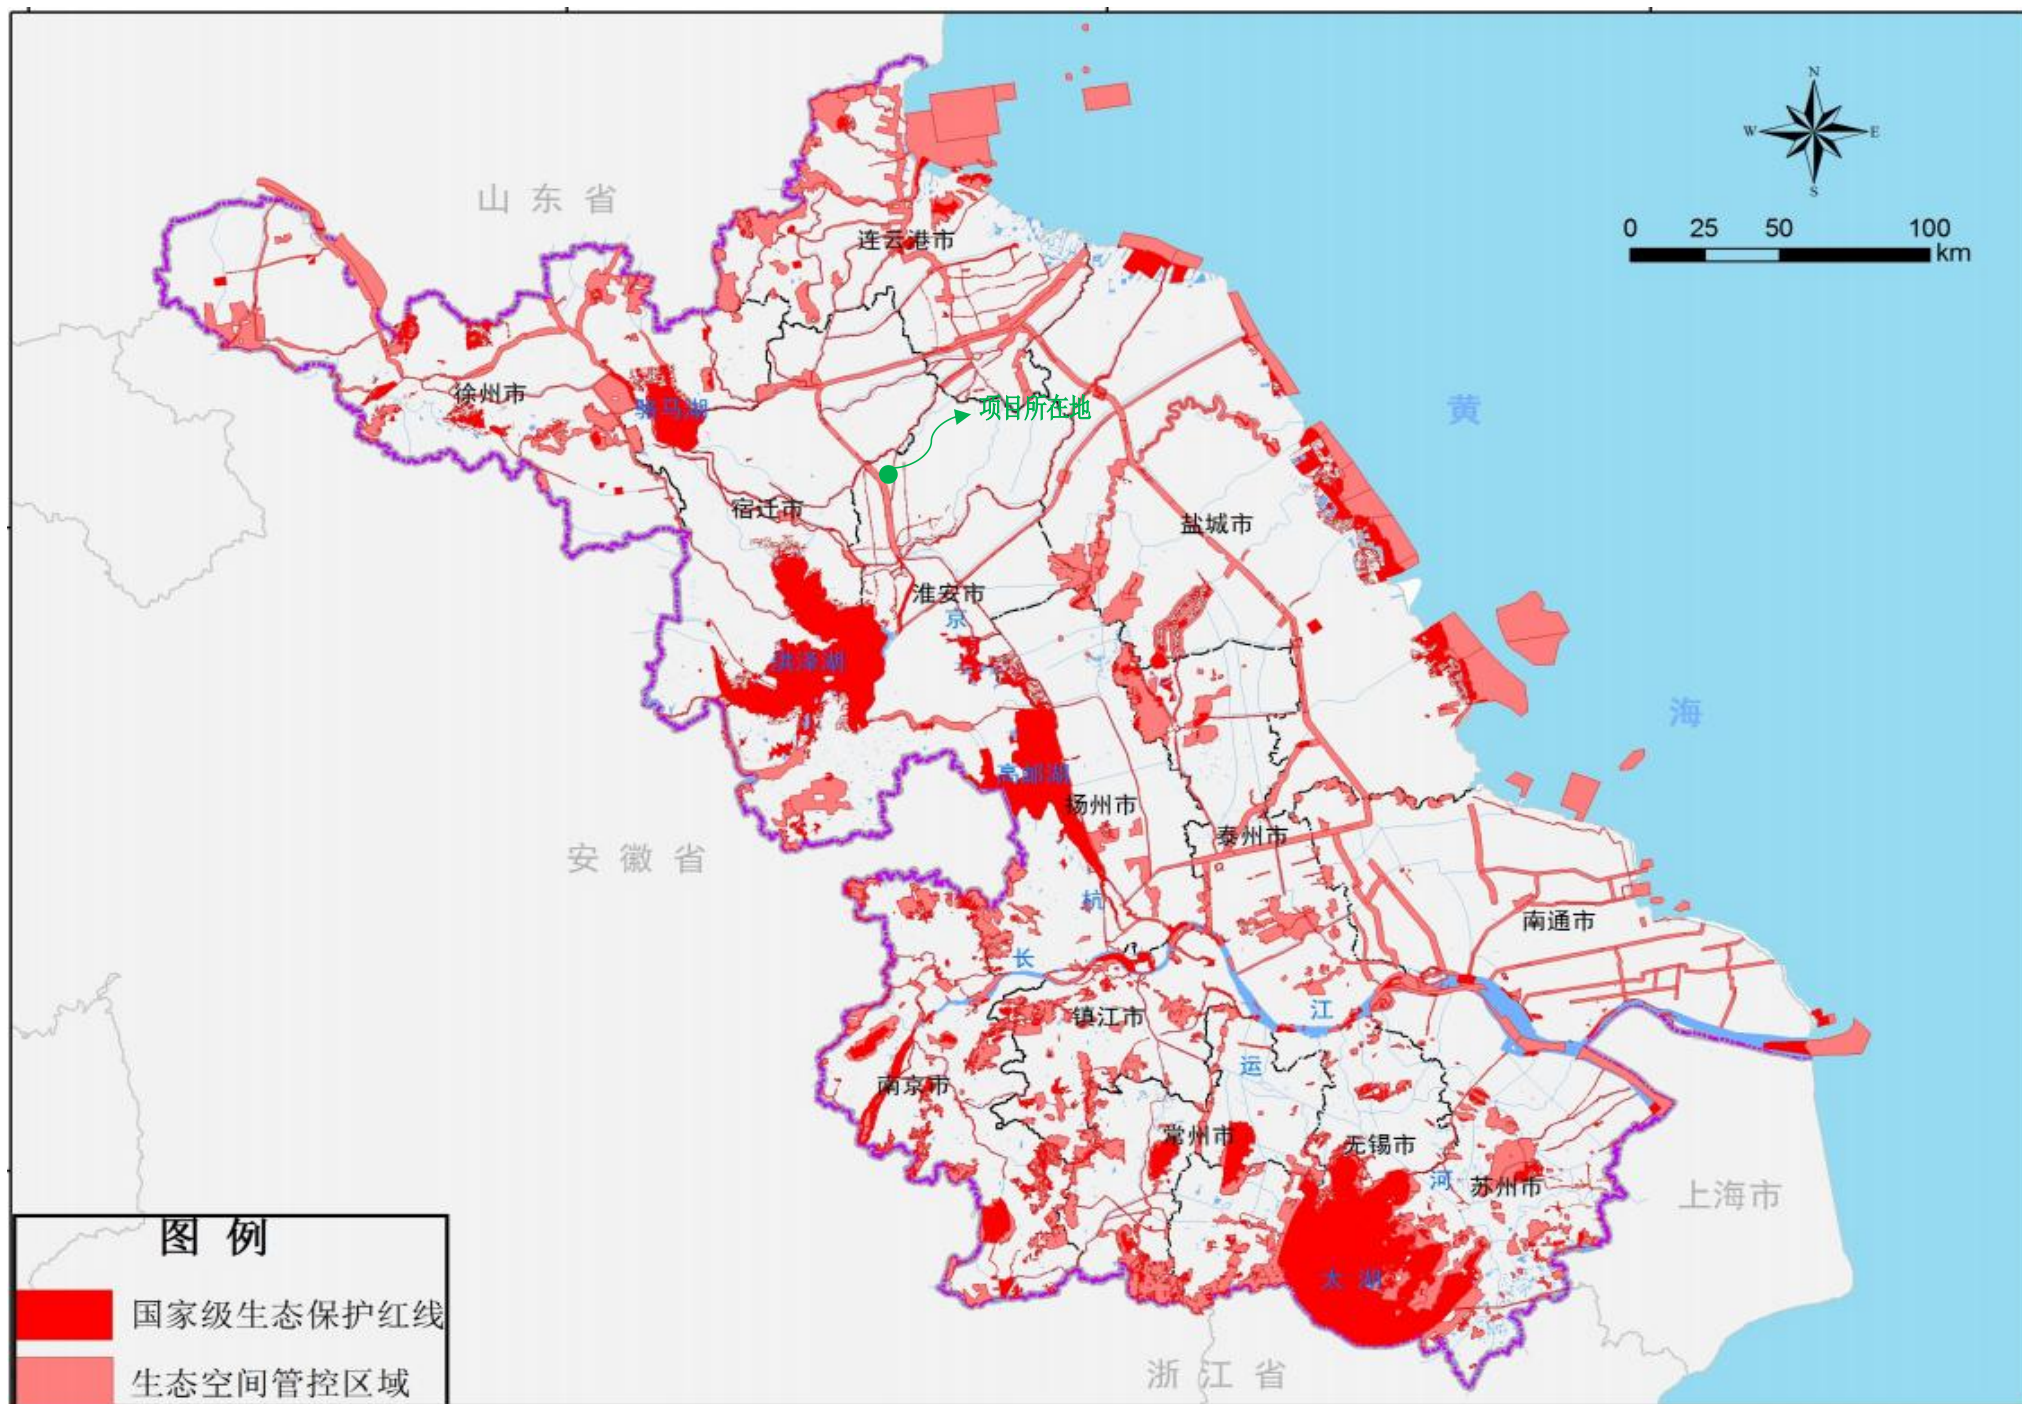 N
W
E
S
山东省
0 25 50 100
km
连云港市
徐州市
骆马湖
项目所在地
黄
宿迁市
盐城市
淮安市
京
洪泽湖
海
高邮湖
扬州市
泰州市
安徽省
杭
南通市
长
江
镇江市
运
南京市
常州市
无锡市
河
苏州市
上海市
太湖
浙江省
图例
国家级生态保护红线
生态空间管控区域